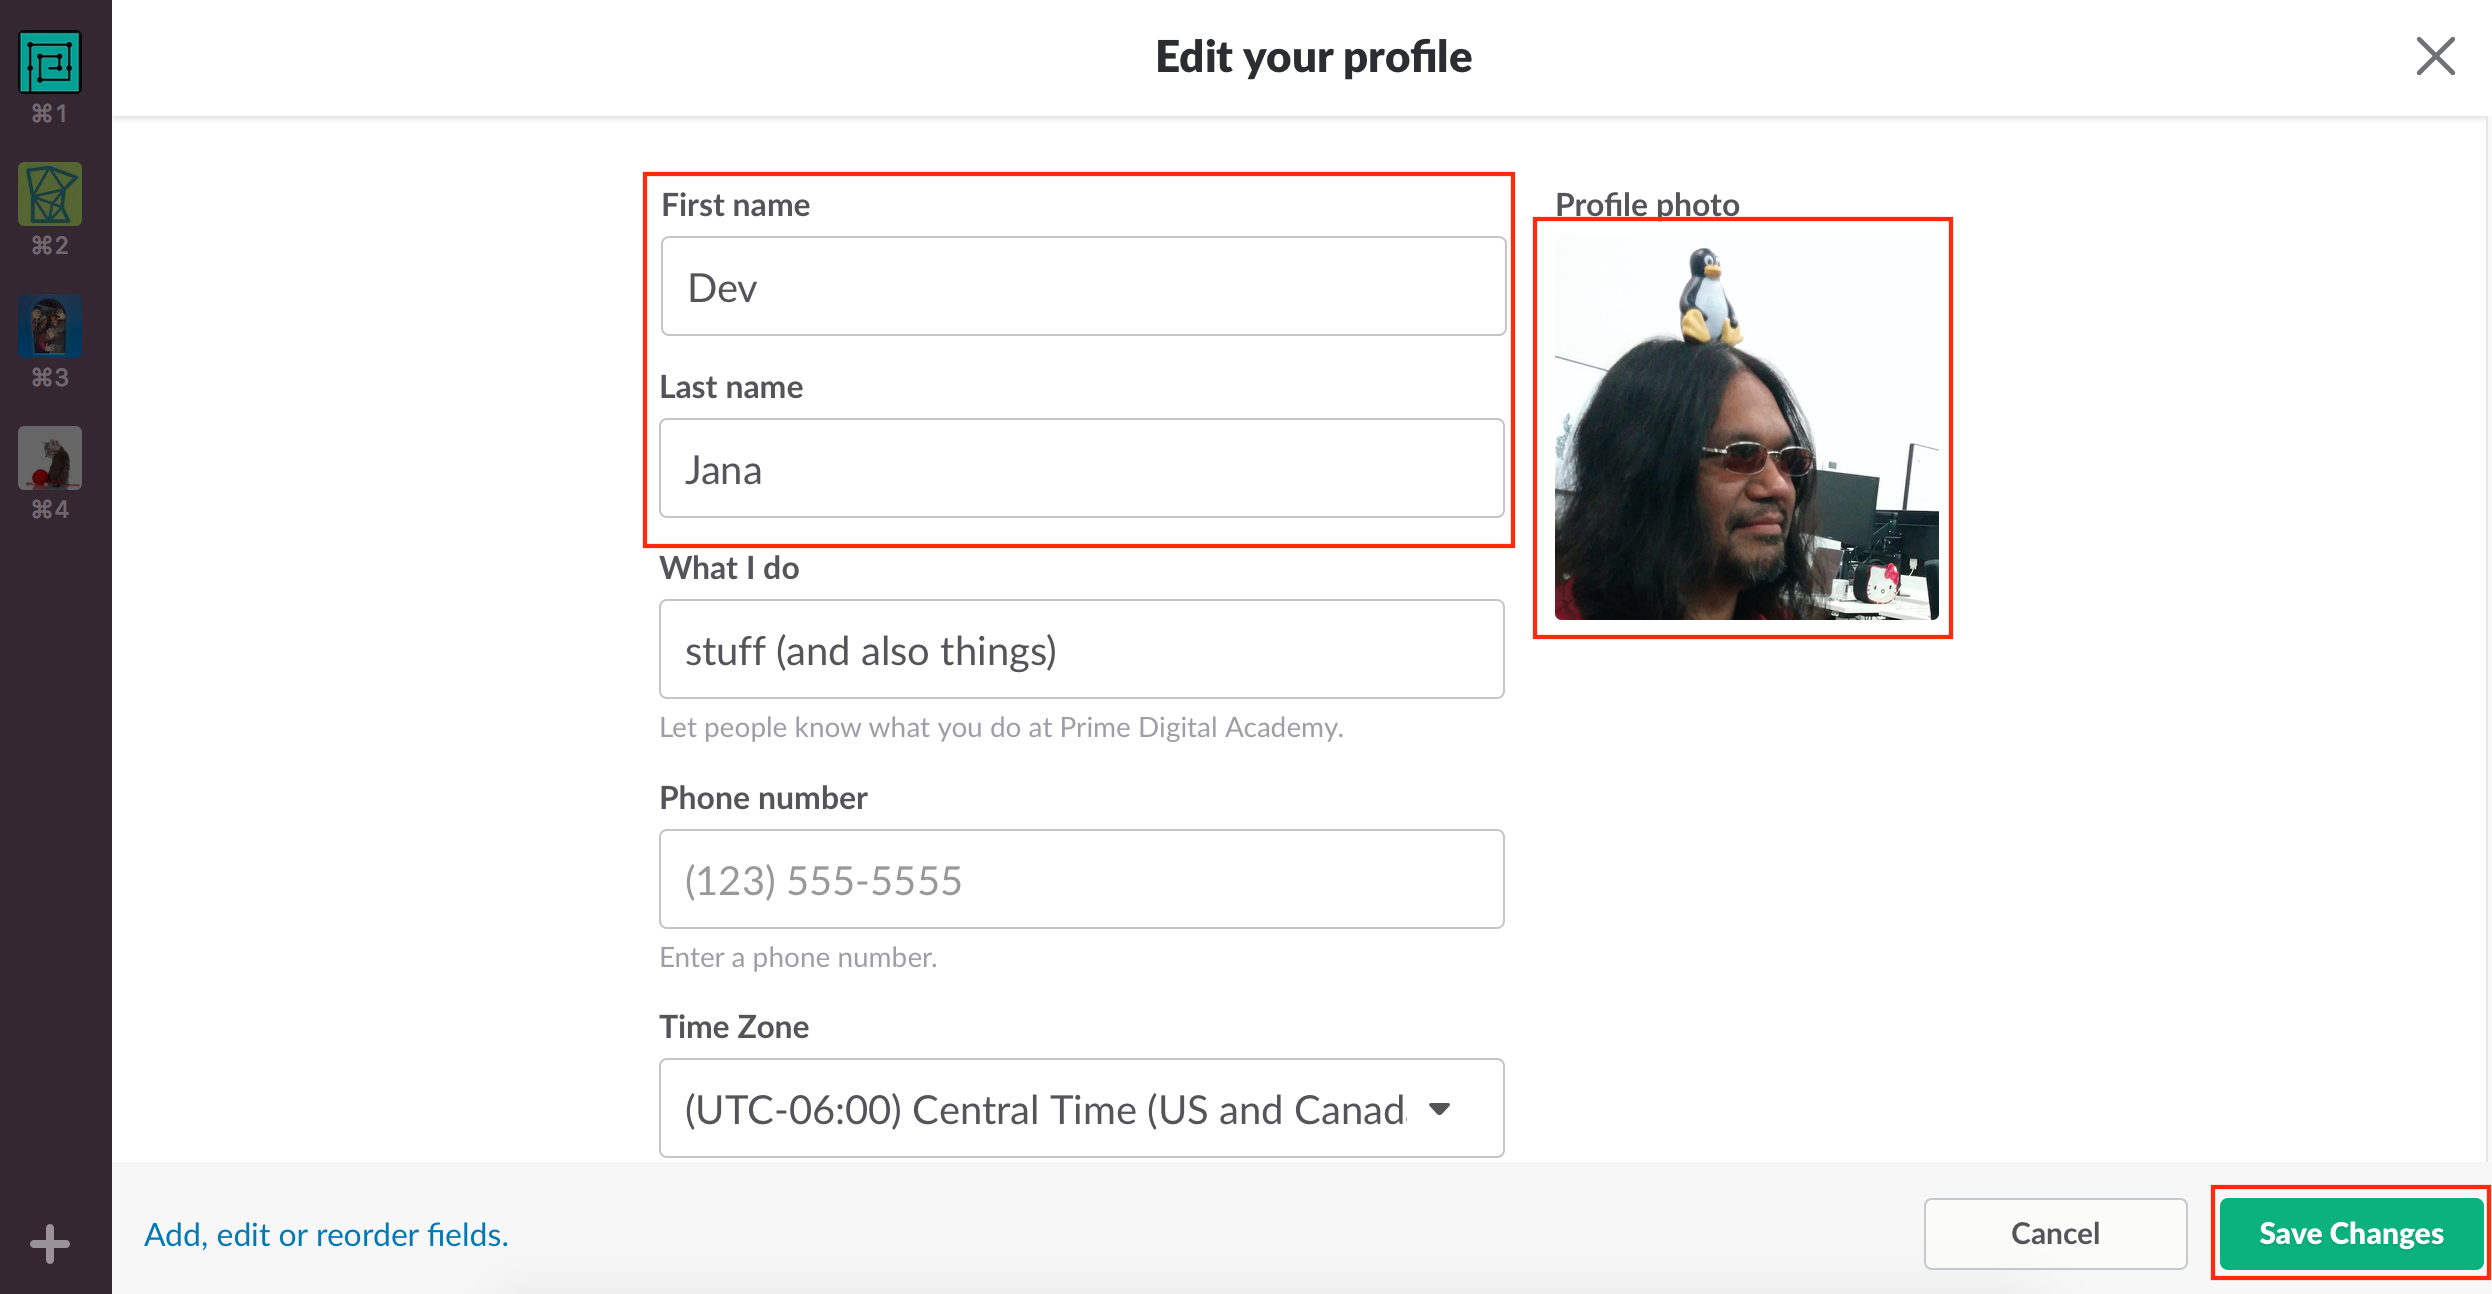 Edit your profile
⌘1
⌘2
⌘3
⌘4
First name
Dev
Last name
Jana
What I do
stuff (and also things)
Let people know what you do at Prime Digital Academy.
Phone number
(123) 555-5555
Enter a phone number.
Time Zone
(UTC-06:00) Central Time (US and Canad
Profile photo
Add, edit or reorder fields.
Cancel
Save Changes